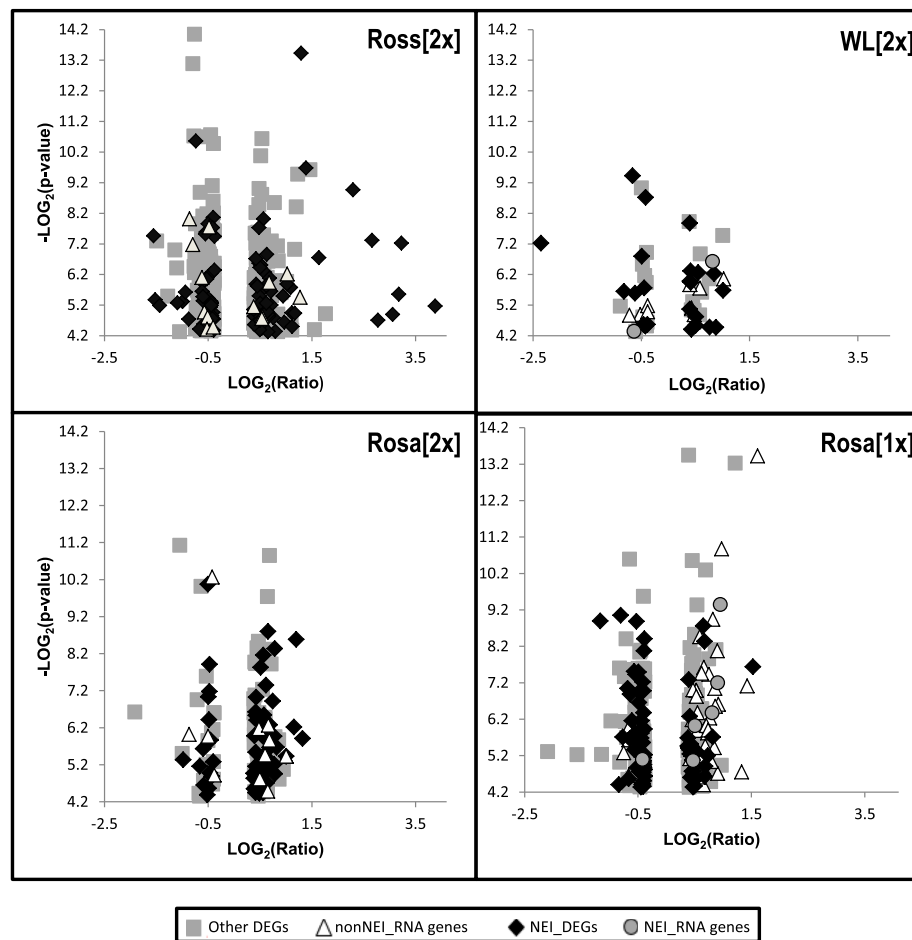 Ross[2x]
14.2
13.2
12.2
11.2
10.2
9.2
8.2
7.2
6.2
5.2
4.2
-LOG2(p-value)
-2.5 -0.5 1.5 3.5
LOG2(Ratio)
WL[2x]
14.2
13.2
12.2
11.2
10.2
9.2
8.2
7.2
6.2
5.2
4.2
-2.5 -0.5 1.5 3.5
LOG2(Ratio)
Rosa[2x]
14.2
13.2
12.2
11.2
10.2
9.2
8.2
7.2
6.2
5.2
4.2
-LOG2(p-value)
-2.5 -0.5 1.5 3.5
LOG2(Ratio)
Rosa[1x]
14.2
13.2
12.2
11.2
10.2
9.2
8.2
7.2
6.2
5.2
4.2
-2.5 -0.5 1.5 3.5
LOG2(Ratio)
Other DEGs nonNEI_RNA genes NEI_DEGs NEI_RNA genes